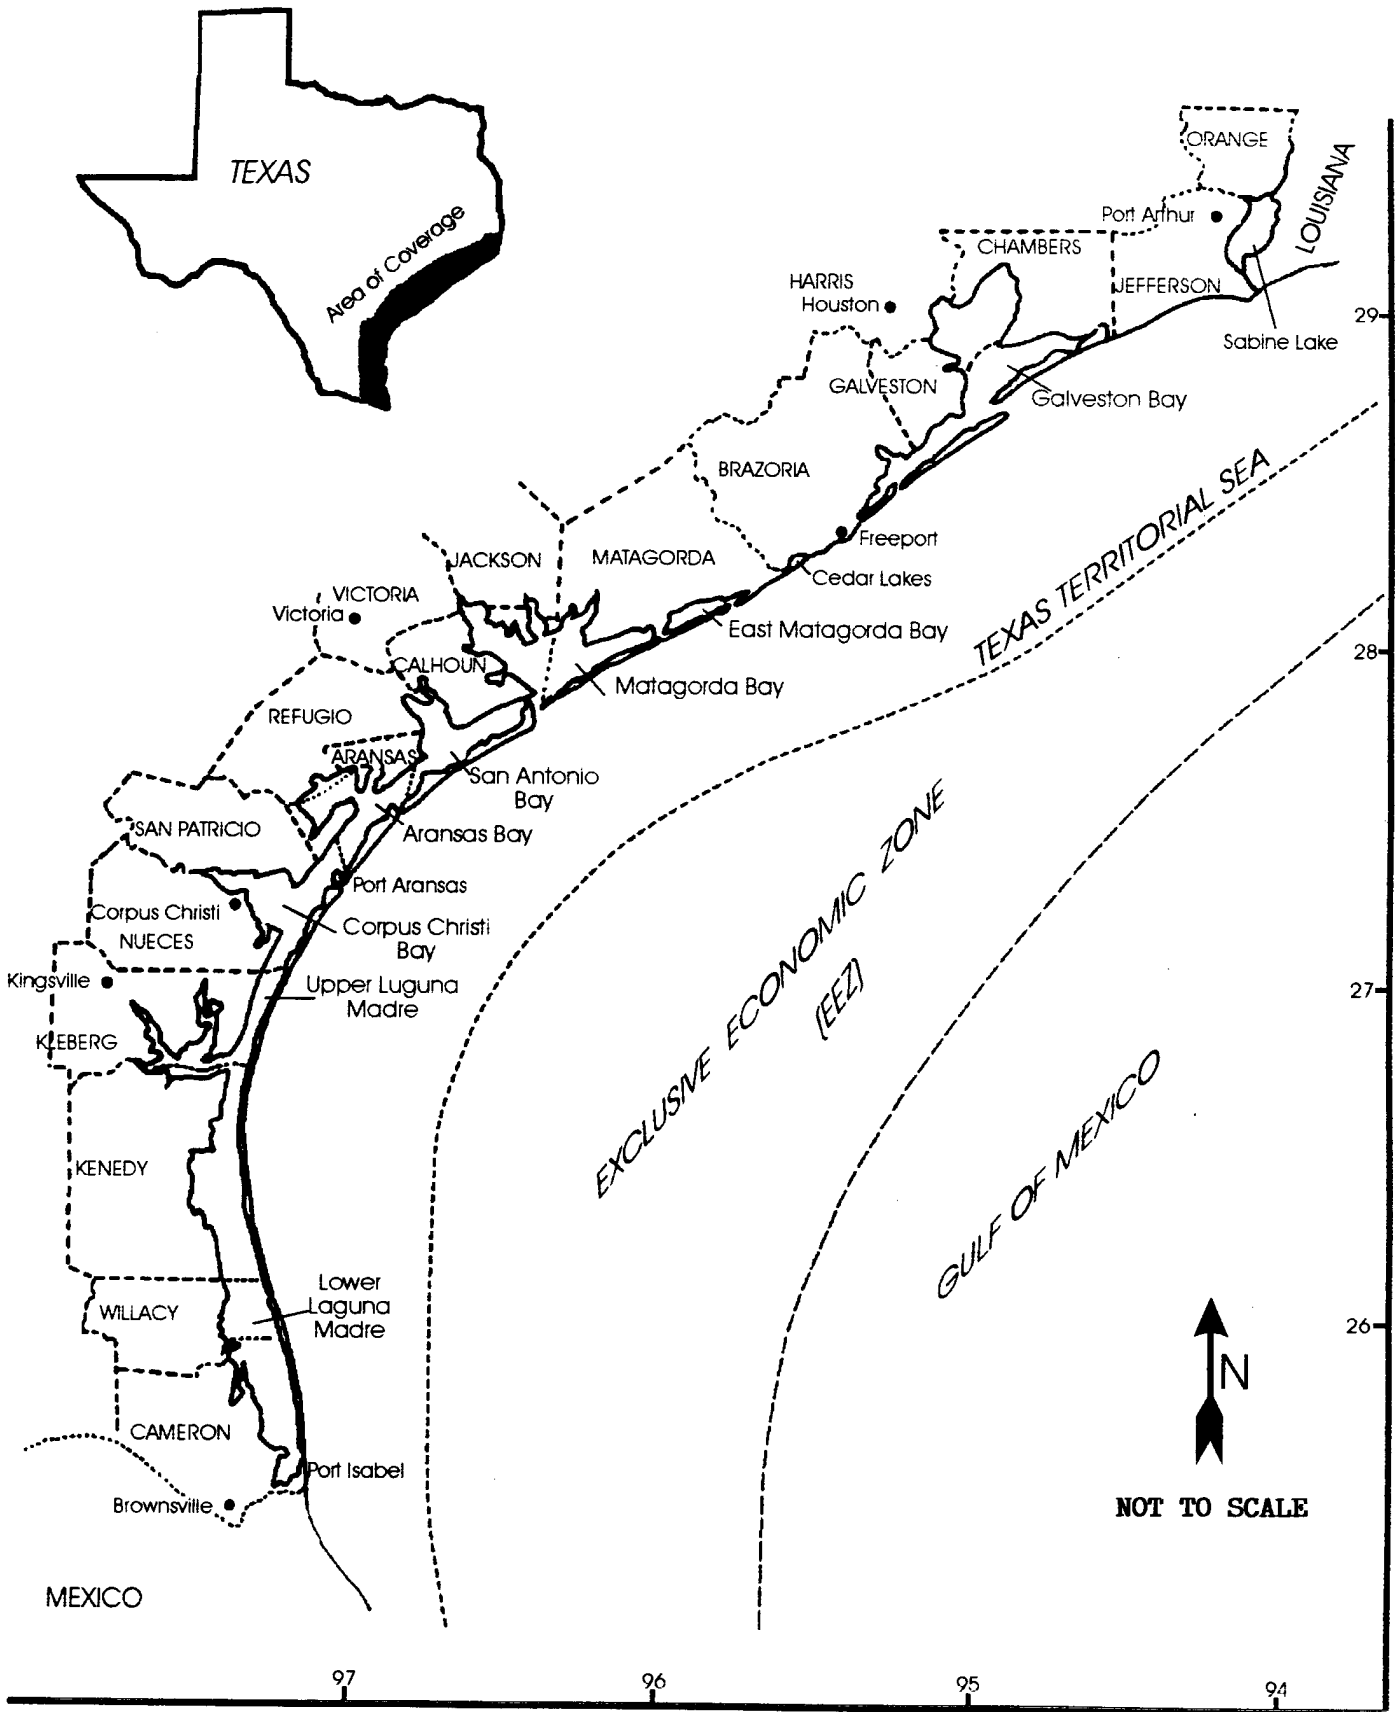 TEXAS
Area of Coverage
ORANGE
LOUISIANA
Port Arthur
CHAMBERS
JEFFERSON
HARRIS
Houston
29
Sabine Lake
GALVESTON
Galveston Bay
BRAZORIA
TEXAS TERRITORIAL SEA
Freeport
JACKSON
MATAGORDA
Cedar Lakes
VICTORIA
Victoria
East Matagorda Bay
28
CALHOUN
Matagorda Bay
REFUGIO
ARANSAS
San Antonio
Bay
SAN PATRICIO
Aransas Bay
EXCLUSIVE ECONOMIC ZONE
(EEZ)
Port Aransas
Corpus Christi
NUECES
Corpus Christi
Bay
Kingsville
Upper Luguna
Madre
27
KLEBERG
GULF OF MEXICO
KENEDY
Lower
Laguna
Madre
WILLACY
26
N
CAMERON
Port Isabel
Brownsville
NOT TO SCALE
MEXICO
97
96
95
94